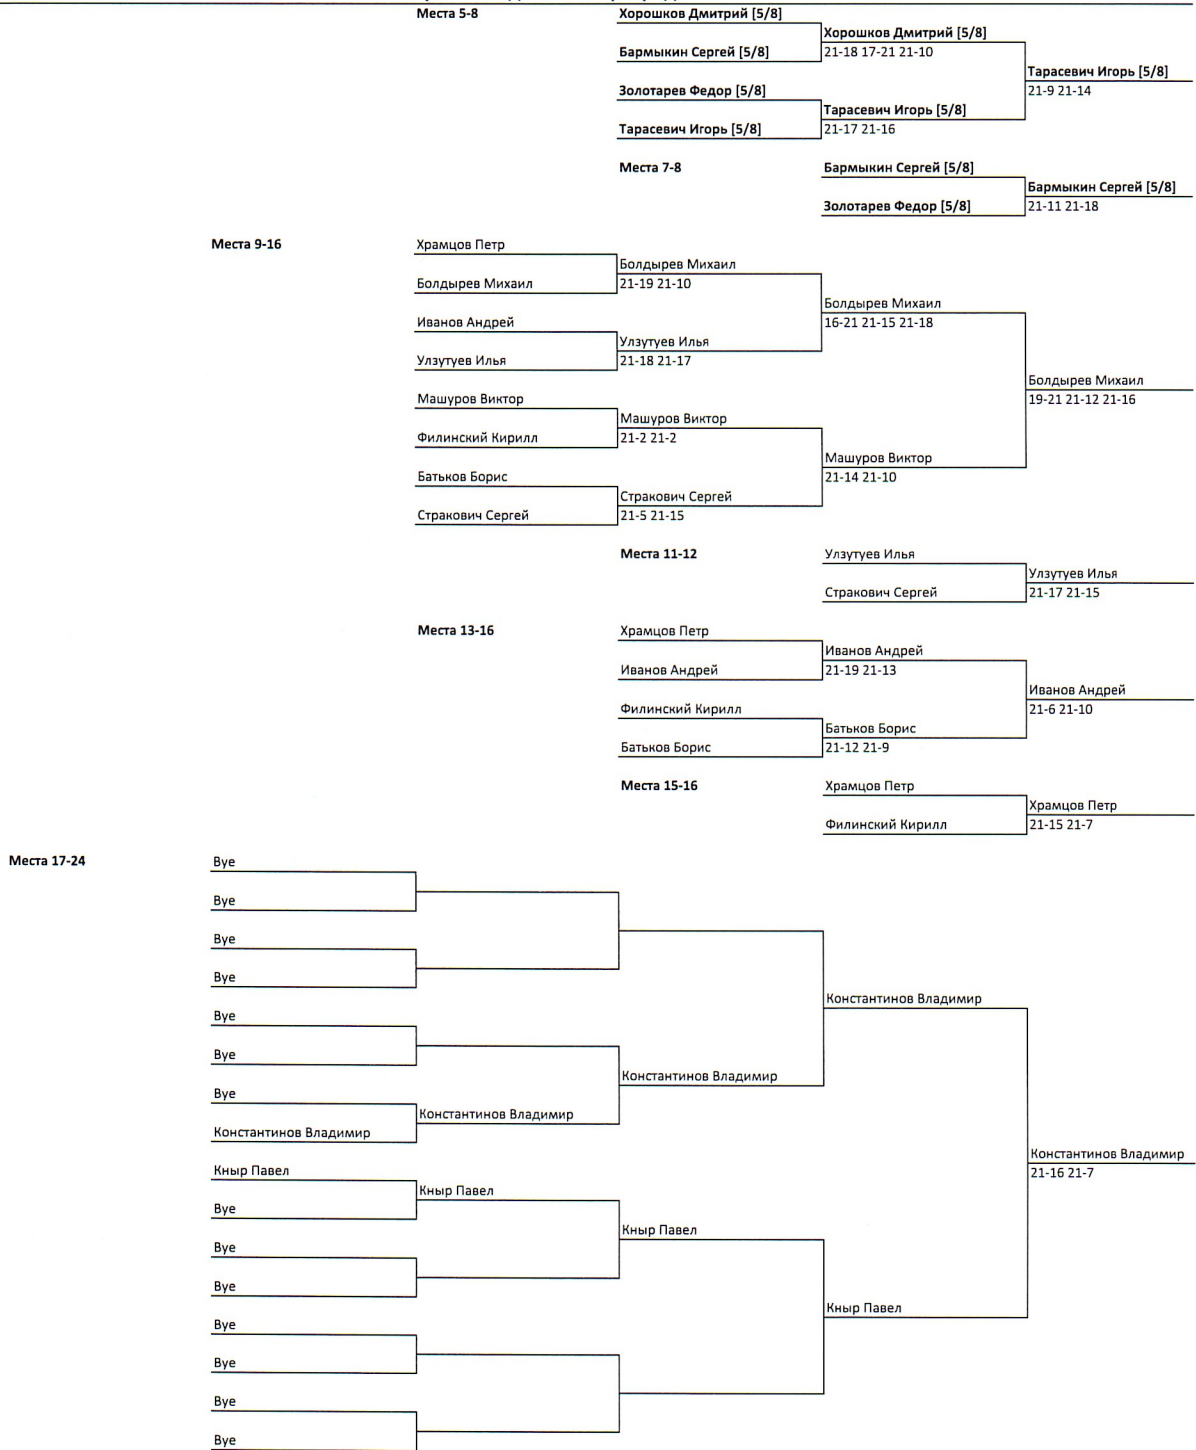 Места 5-8
Хорошков Дмитрий [5/8]
Хорошков Дмитрий [5/8]
Бармыкин Сергей [5/8]
21-18 17-21 21-10
Тарасевич Игорь [5/8]
Золотарев Федор [5/8]
21-9 21-14
Тарасевич Игорь [5/8]
Тарасевич Игорь [5/8]
21-17 21-16
Места 7-8
Бармыкин Сергей [5/8]
Бармыкин Сергей [5/8]
Золотарев Федор [5/8]
21-11 21-18
Места 9-16
Храмцов Петр
Болдырев Михаил
Болдырев Михаил
21-19 21-10
Болдырев Михаил
Иванов Андрей
16-21 21-15 21-18
Улзутуев Илья
Улзутуев Илья
21-18 21-17
Болдырев Михаил
Машуров Виктор
19-21 21-12 21-16
Машуров Виктор
Филинский Кирилл
21-2 21-2
Машуров Виктор
Батьков Борис
21-14 21-10
Стракович Сергей
Стракович Сергей
21-5 21-15
Места 11-12
Улзутуев Илья
Улзутуев Илья
Стракович Сергей
21-17 21-15
Места 13-16
Храмцов Петр
Иванов Андрей
Иванов Андрей
21-19 21-13
Иванов Андрей
Филинский Кирилл
21-6 21-10
Батьков Борис
Батьков Борис
21-12 21-9
Места 15-16
Храмцов Петр
Храмцов Петр
Филинский Кирилл
21-15 21-7
Места 17-24
Bye
Bye
Bye
Bye
Константинов Владимир
Bye
Bye
Константинов Владимир
Bye
Константинов Владимир
Константинов Владимир
Константинов Владимир
Кныр Павел
21-16 21-7
Кныр Павел
Bye
Кныр Павел
Bye
Bye
Кныр Павел
Bye
Bye
Bye
Bye